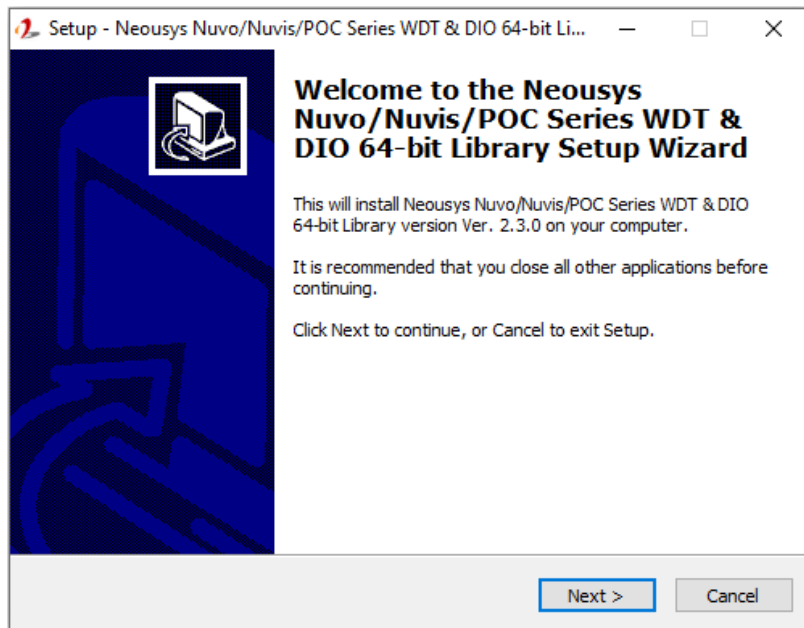 Setup - Neousys Nuvo/Nuvis/POC Series WDT & DIO 64-bit Li...
Welcome to the Neousys
Nuvo/Nuvis/POC Series WDT &
DIO 64-bit Library Setup Wizard
This will install Neousys Nuvo/Nuvis/POC Series WDT & DIO
64-bit Library version Ver. 2.3.0 on your computer.
It is recommended that you close all other applications before
continuing.
Click Next to continue, or Cancel to exit Setup.
Next >
Cancel